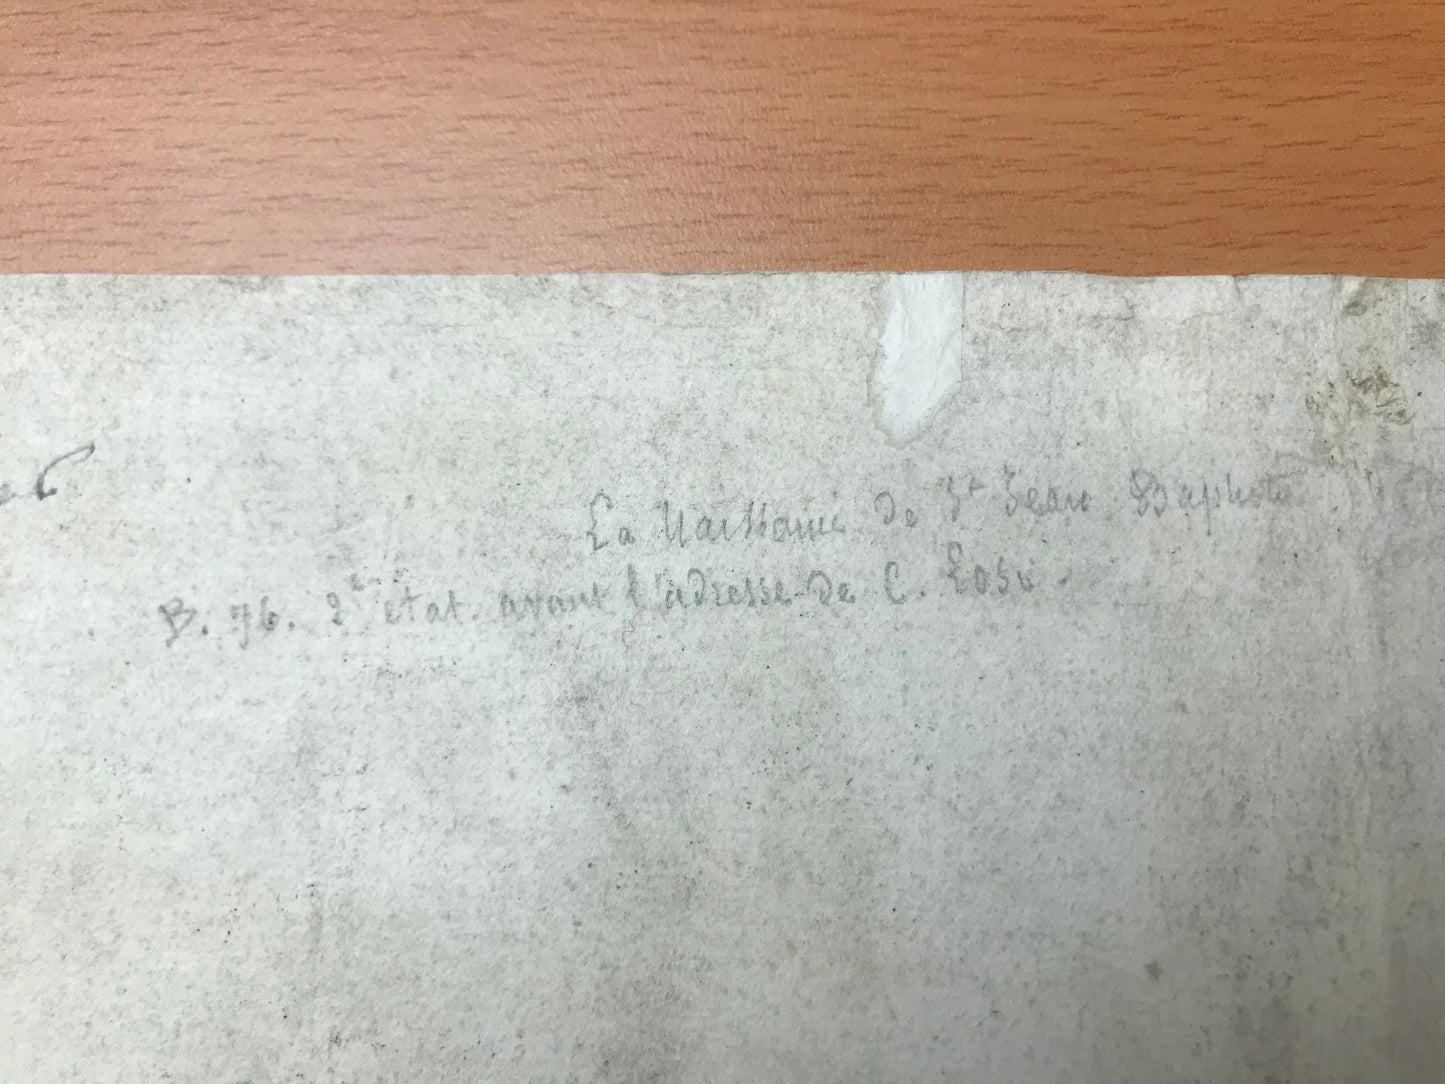 La Naissance de St Jean Baptiste
B. 76. 2e état avant l'adresse de C. Losi.